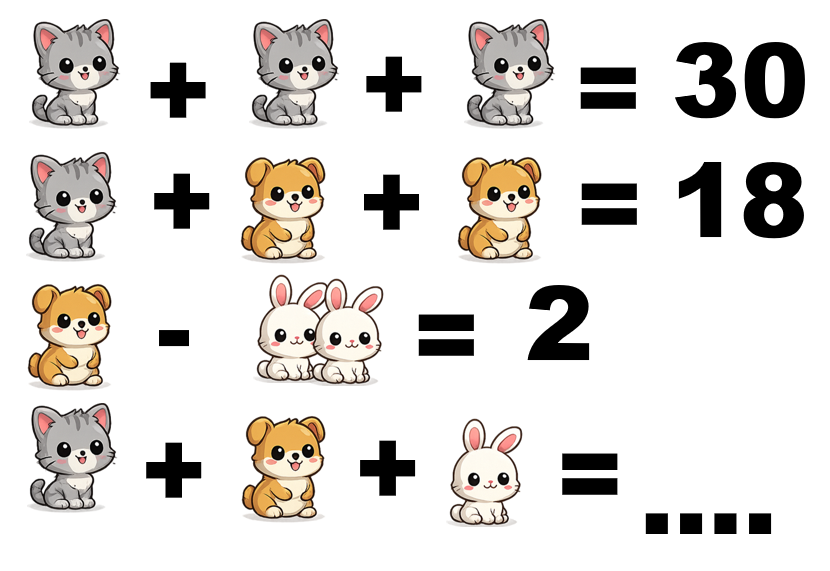 + + = 30
+ + = 18
- = 2
+ + = ....